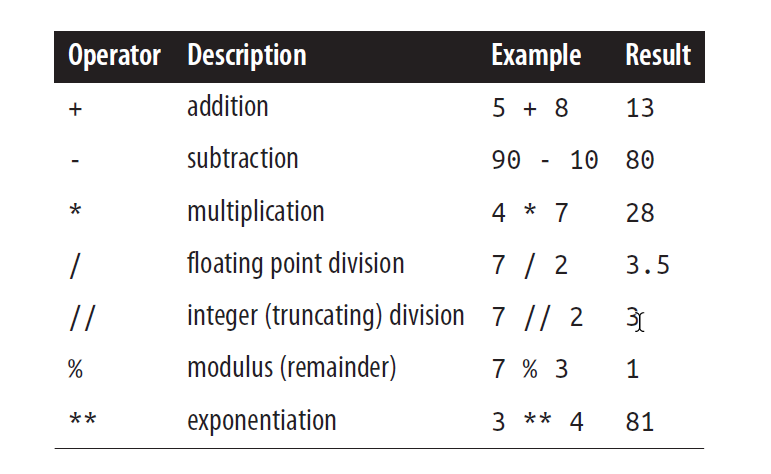 Operator Description Example Result
+ addition 5 + 8 13
- subtraction 90 - 10 80
* multiplication 4 * 7 28
/ floating point division 7 / 2 3.5
// integer (truncating) division 7 // 2 3
% modulus (remainder) 7 % 3 1
** exponentiation 3 ** 4 81